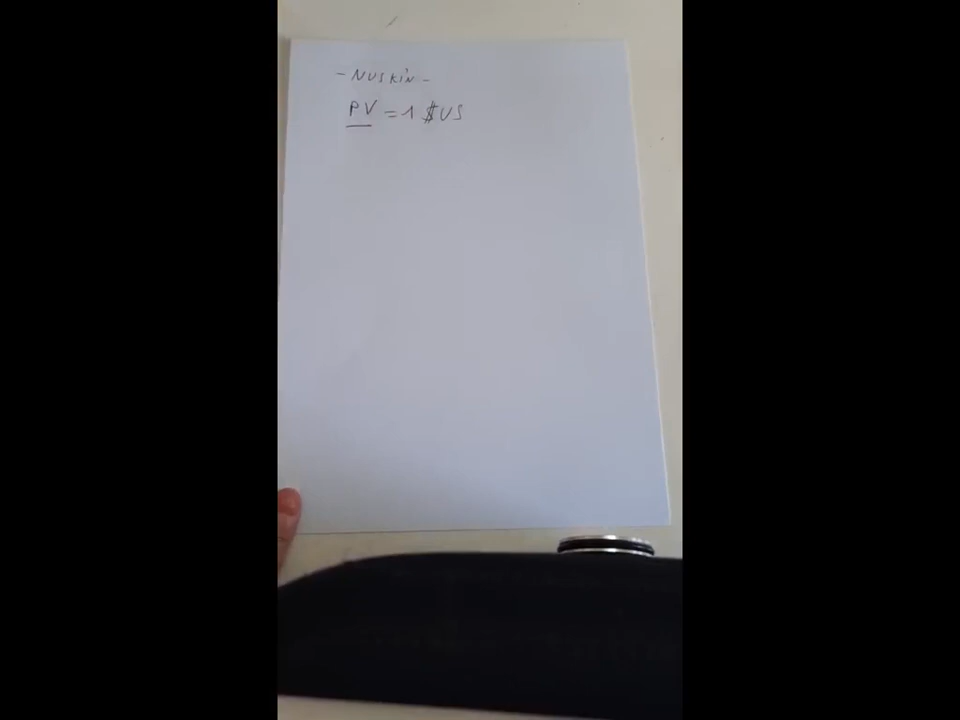 - NUSKIN -
PV = 1 $US